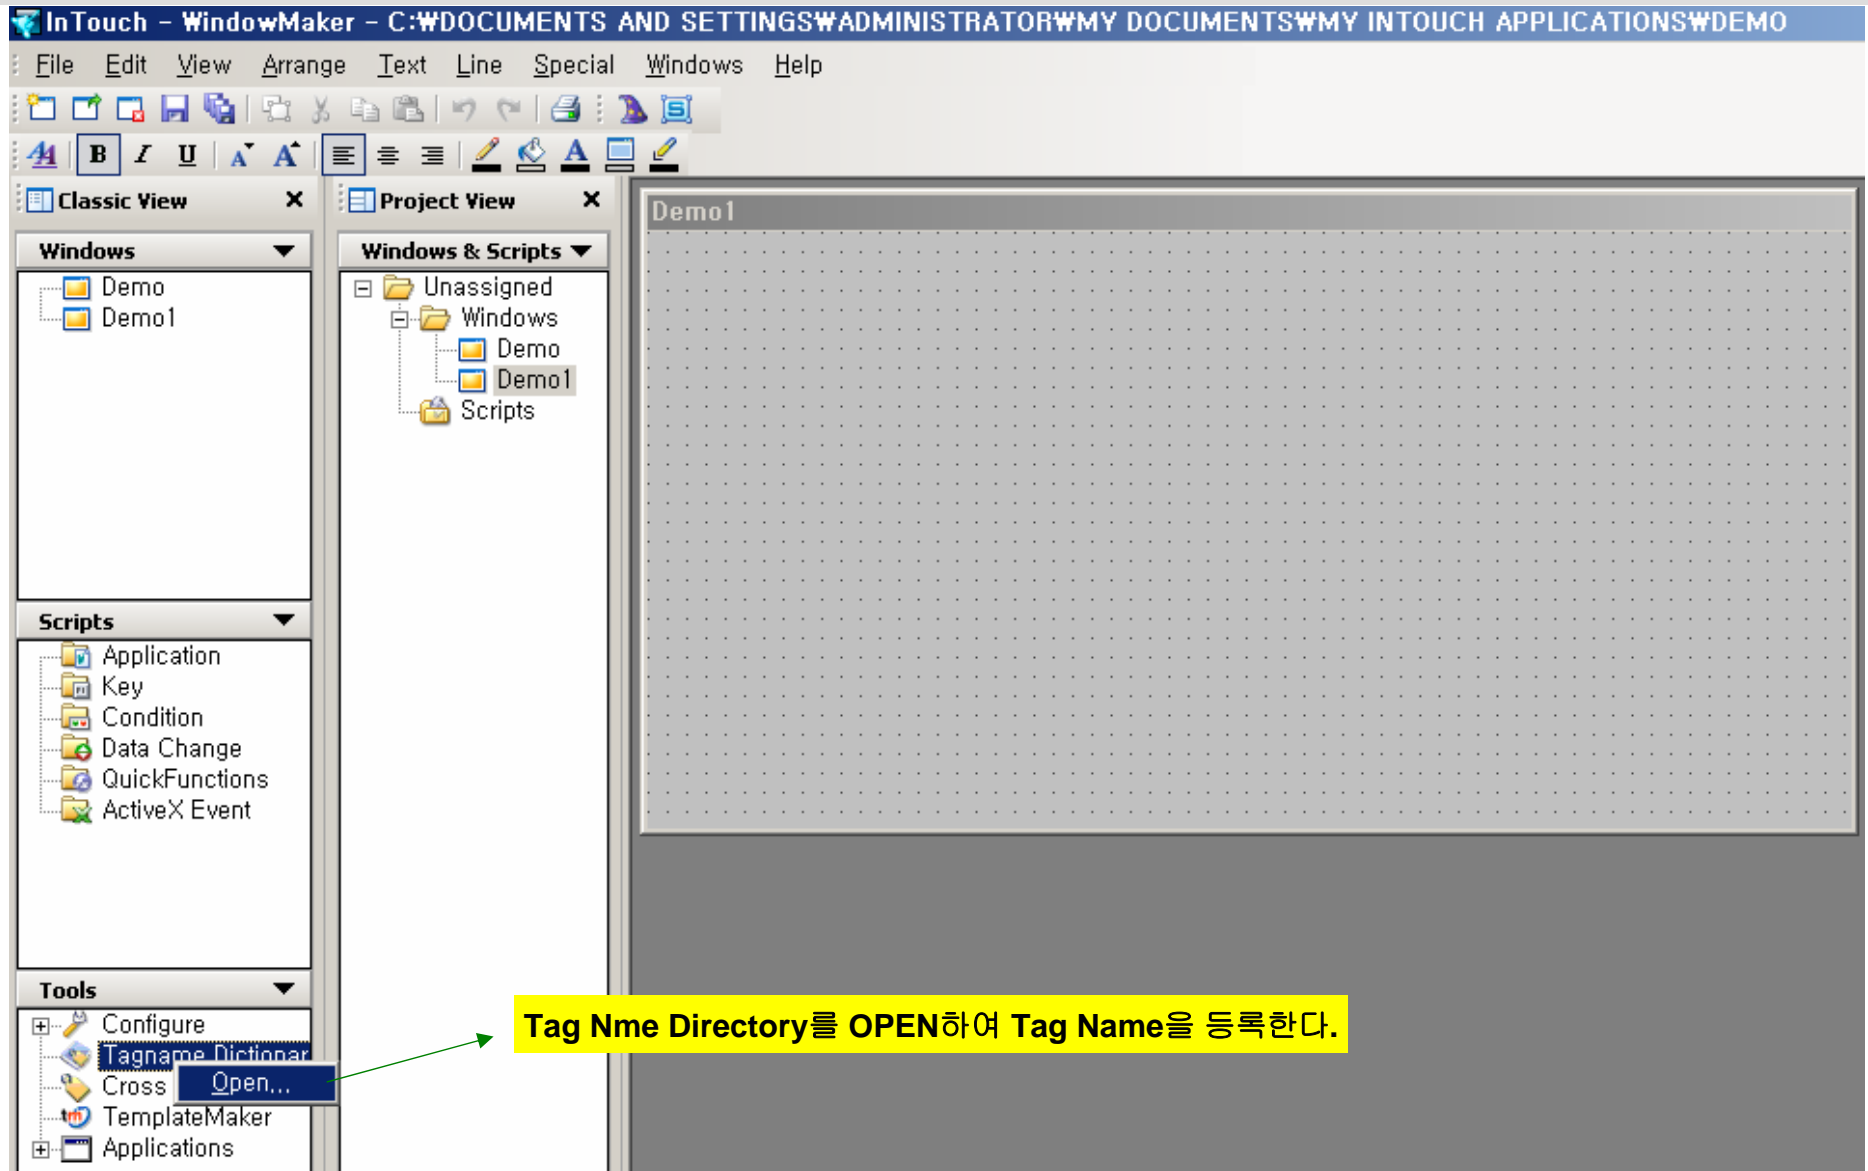 InTouch - WindowMaker - C:₩DOCUMENTS AND SETTINGS₩ADMINISTRATOR₩MY DOCUMENTS₩MY INTOUCH APPLICATIONS₩DEMO
File Edit View Arrange Text Line Special Windows Help
Classic View
Project View
Demo1
Windows
Demo
Demo1
Windows & Scripts
Unassigned
Windows
Demo
Demo1
Scripts
Scripts
Application
Key
Condition
Data Change
QuickFunctions
ActiveX Event
Tools
Configure
Tagname Dictionar
Cross
Open...
TemplateMaker
Applications
Tag Nme Directory를 OPEN하여 Tag Name을 등록한다.